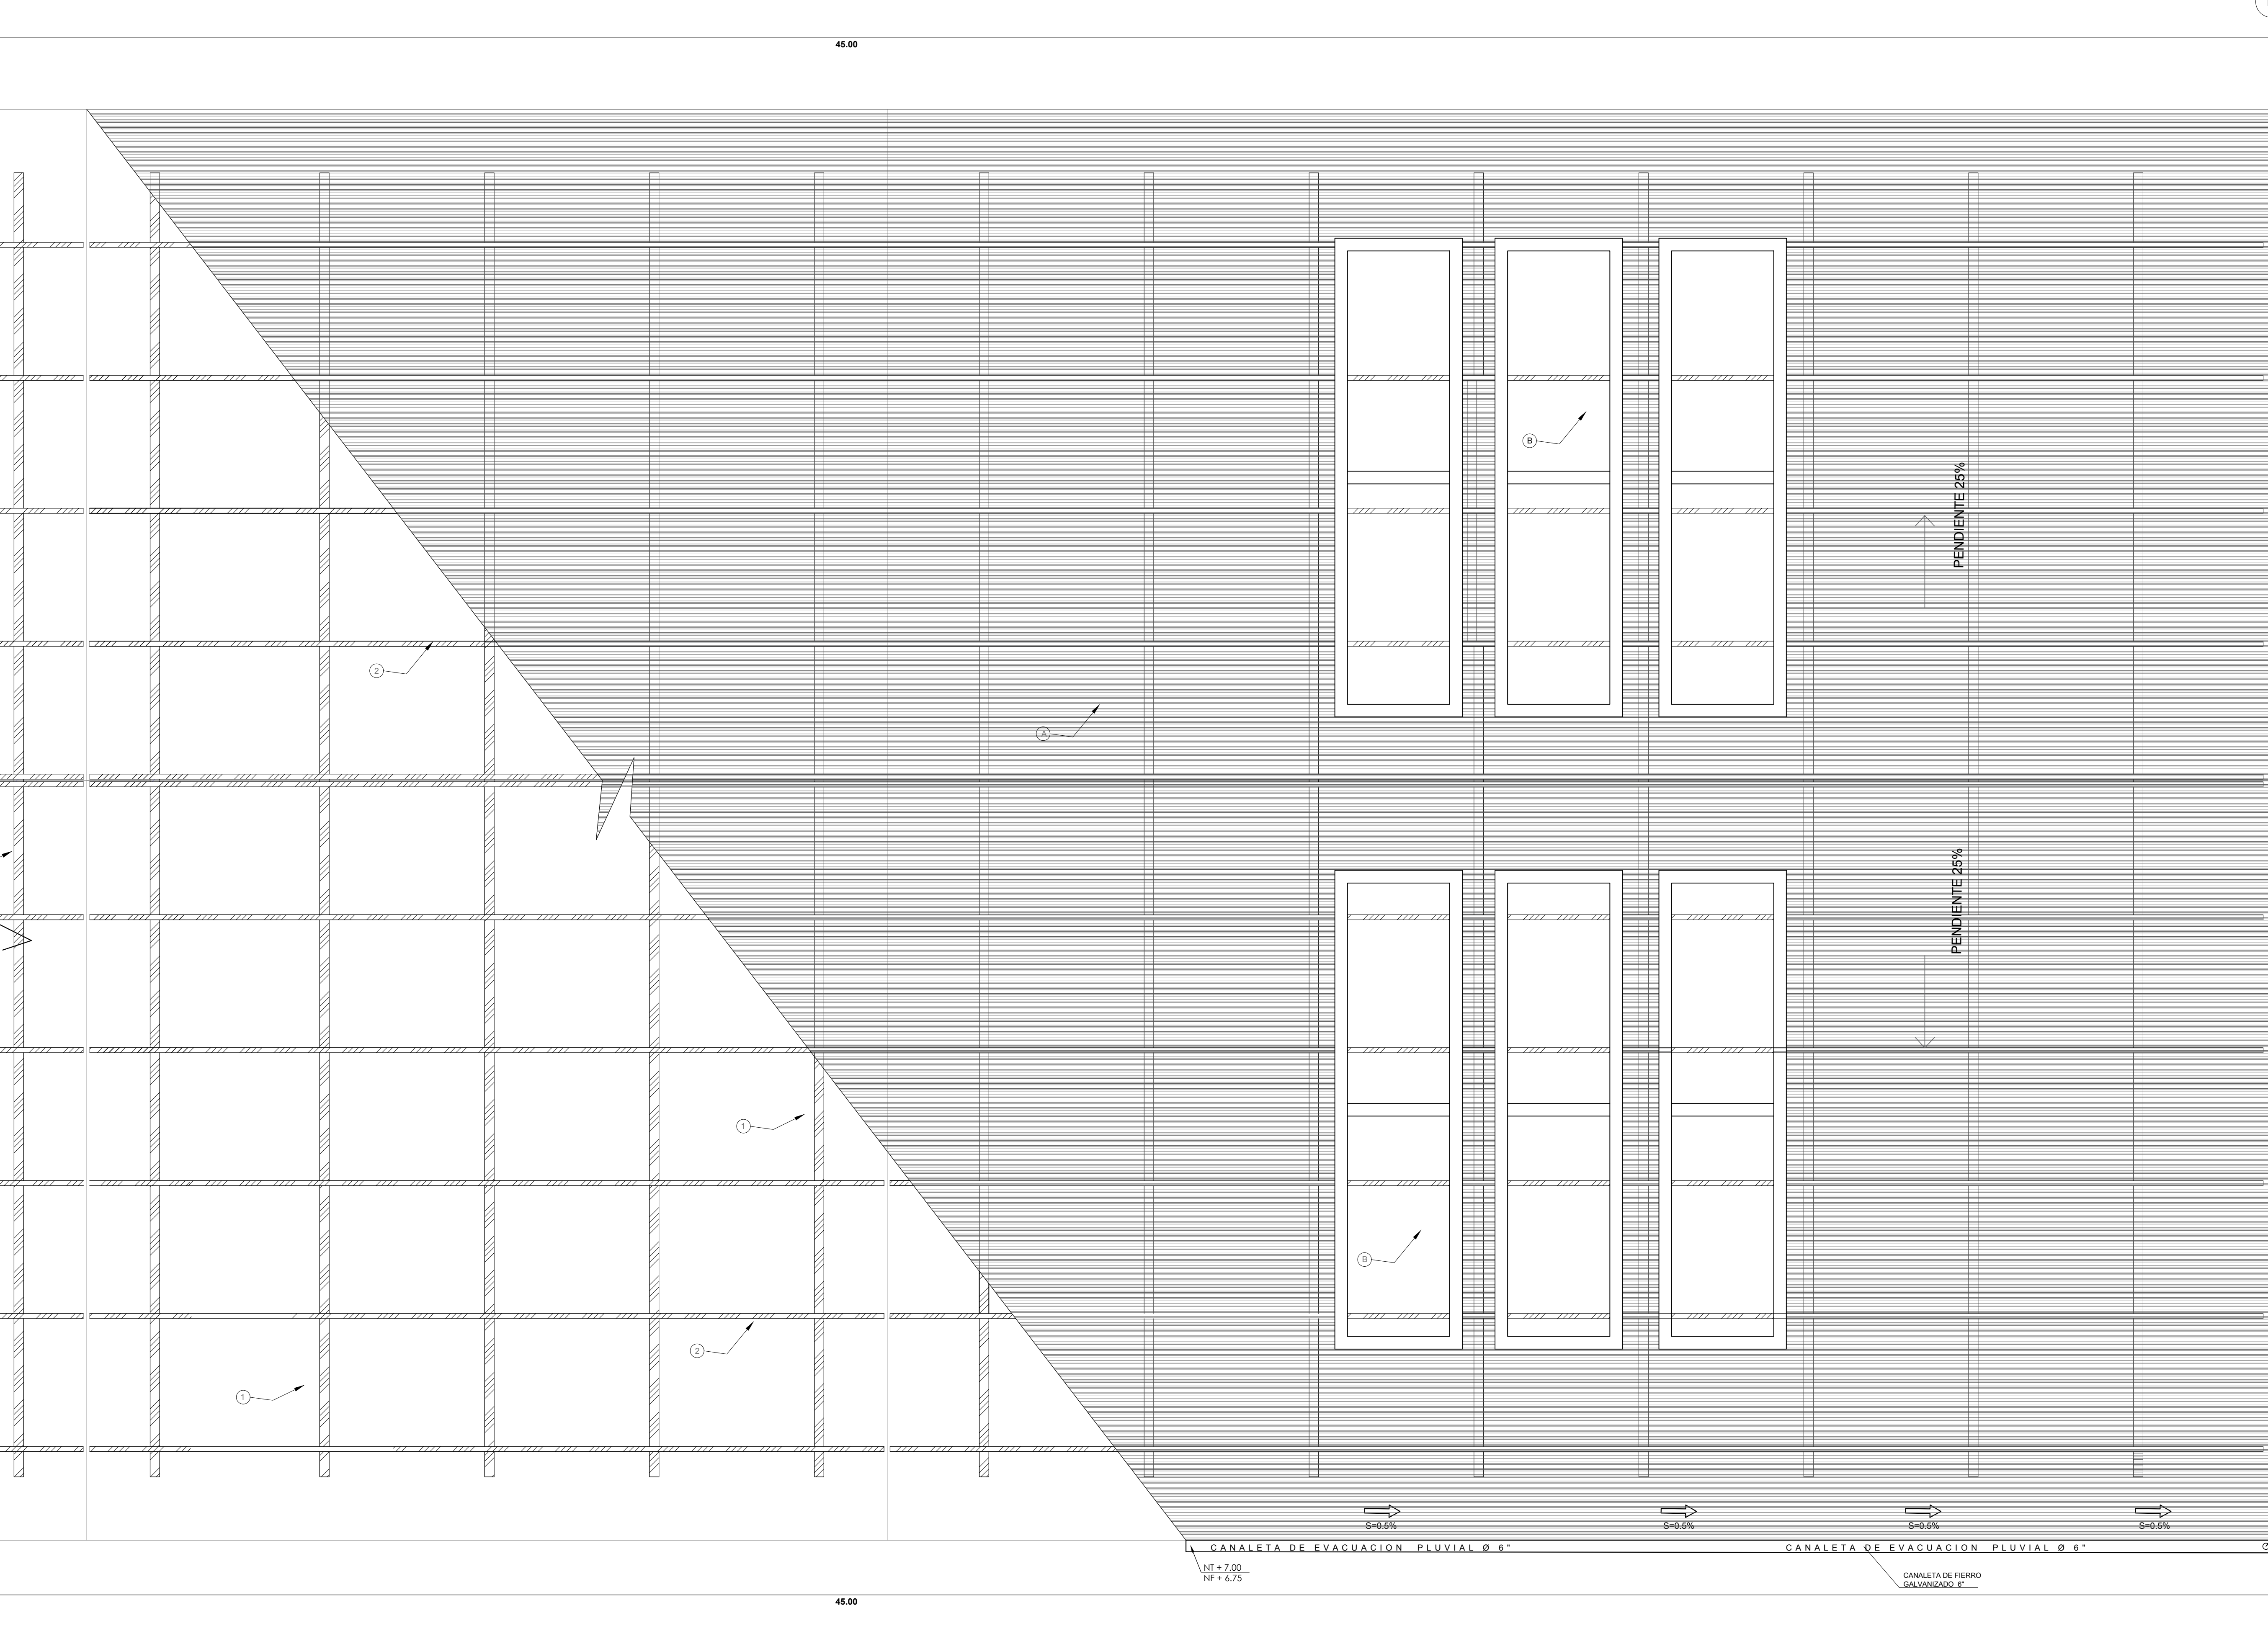 45.00
B
PENDIENTE 25%
2
A
PENDIENTE 25%
1
B
2
1
S=0.5%
S=0.5%
S=0.5%
S=0.5%
CANALETA DE EVACUACION PLUVIAL Ø 6"
CANALETA DE EVACUACION PLUVIAL Ø 6"
NT + 7.00
NF + 6.75
CANALETA DE FIERRO
GALVANIZADO 6"
45.00